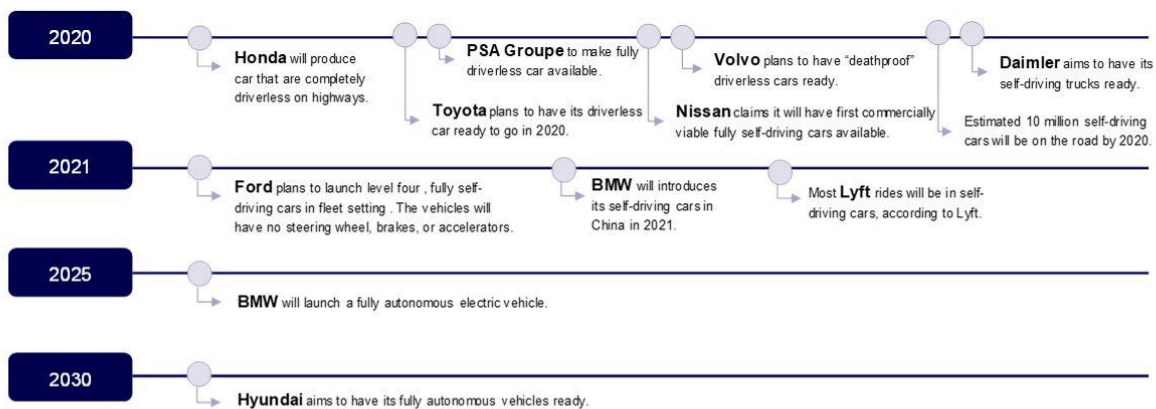 2020
Honda will produce
car that are completely
driverless on highways.
PSA Groupe to make fully
driverless car available.
Toyota plans to have its driverless
car ready to go in 2020.
Volvo plans to have “deathproof”
driverless cars ready.
Nissan claims it will have first commercially
viable fully self-driving cars available.
Daimler aims to have its
self-driving trucks ready.
Estimated 10 million self-driving
cars will be on the road by 2020.
2021
Ford plans to launch level four , fully self-
driving cars in fleet setting . The vehicles will
have no steering wheel, brakes, or accelerators.
BMW will introduces
its self-driving cars in
China in 2021.
Most Lyft rides will be in self-
driving cars, according to Lyft.
2025
BMW will launch a fully autonomous electric vehicle.
2030
Hyundai aims to have its fully autonomous vehicles ready.